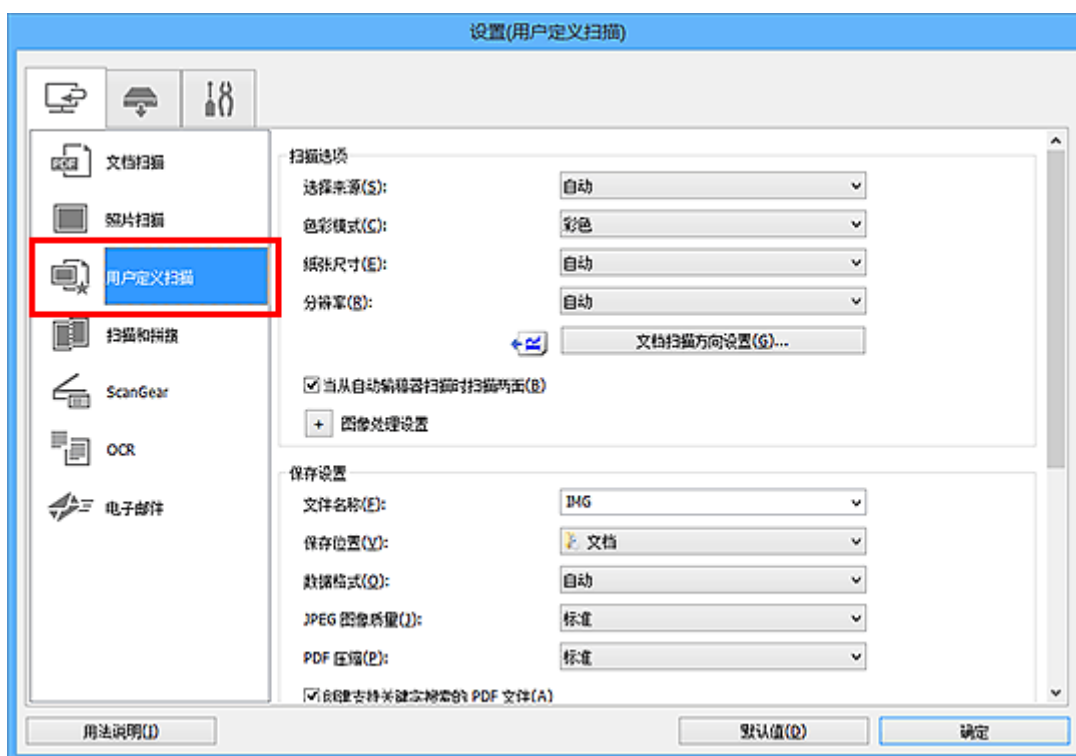 设置(用户定义扫描)
文档扫描
照片扫描
用户定义扫描
扫描和拼接
ScanGear
OCR
电子邮件
扫描选项
选择来源(S): 自动
色彩模式(C): 彩色
纸张尺寸(E): 自动
分辨率(R): 自动
文档扫描方向设置(G)...
当从自动输稿器扫描时扫描两面(B)
+ 图像处理设置
保存设置
文件名称(F): IMG
保存位置(V): 文档
数据格式(O): 自动
JPEG 图像质量(J): 标准
PDF 压缩(P): 标准
创建支持关键字搜索的 PDF 文件(A)
用法说明(I) 默认值(D) 确定